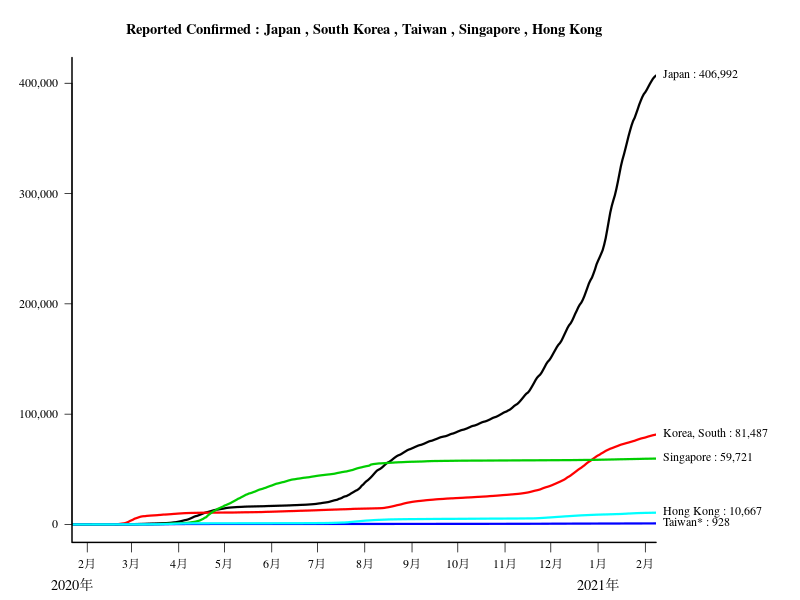 Reported Confirmed : Japan , South Korea , Taiwan , Singapore , Hong Kong
400,000
300,000
200,000
100,000
0
Japan : 406,992
Korea, South : 81,487
Singapore : 59,721
Hong Kong : 10,667
Taiwan* : 928
2月 3月 4月 5月 6月 7月 8月 9月 10月 11月 12月 1月 2月
2020年 2021年